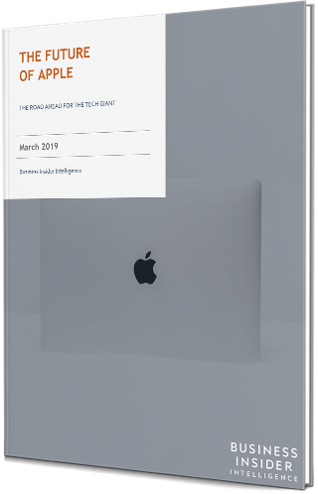 THE FUTURE
OF APPLE
THE ROAD AHEAD FOR THE TECH GIANT
March 2019
Business Insider Intelligence
BUSINESS
INSIDER
INTELLIGENCE